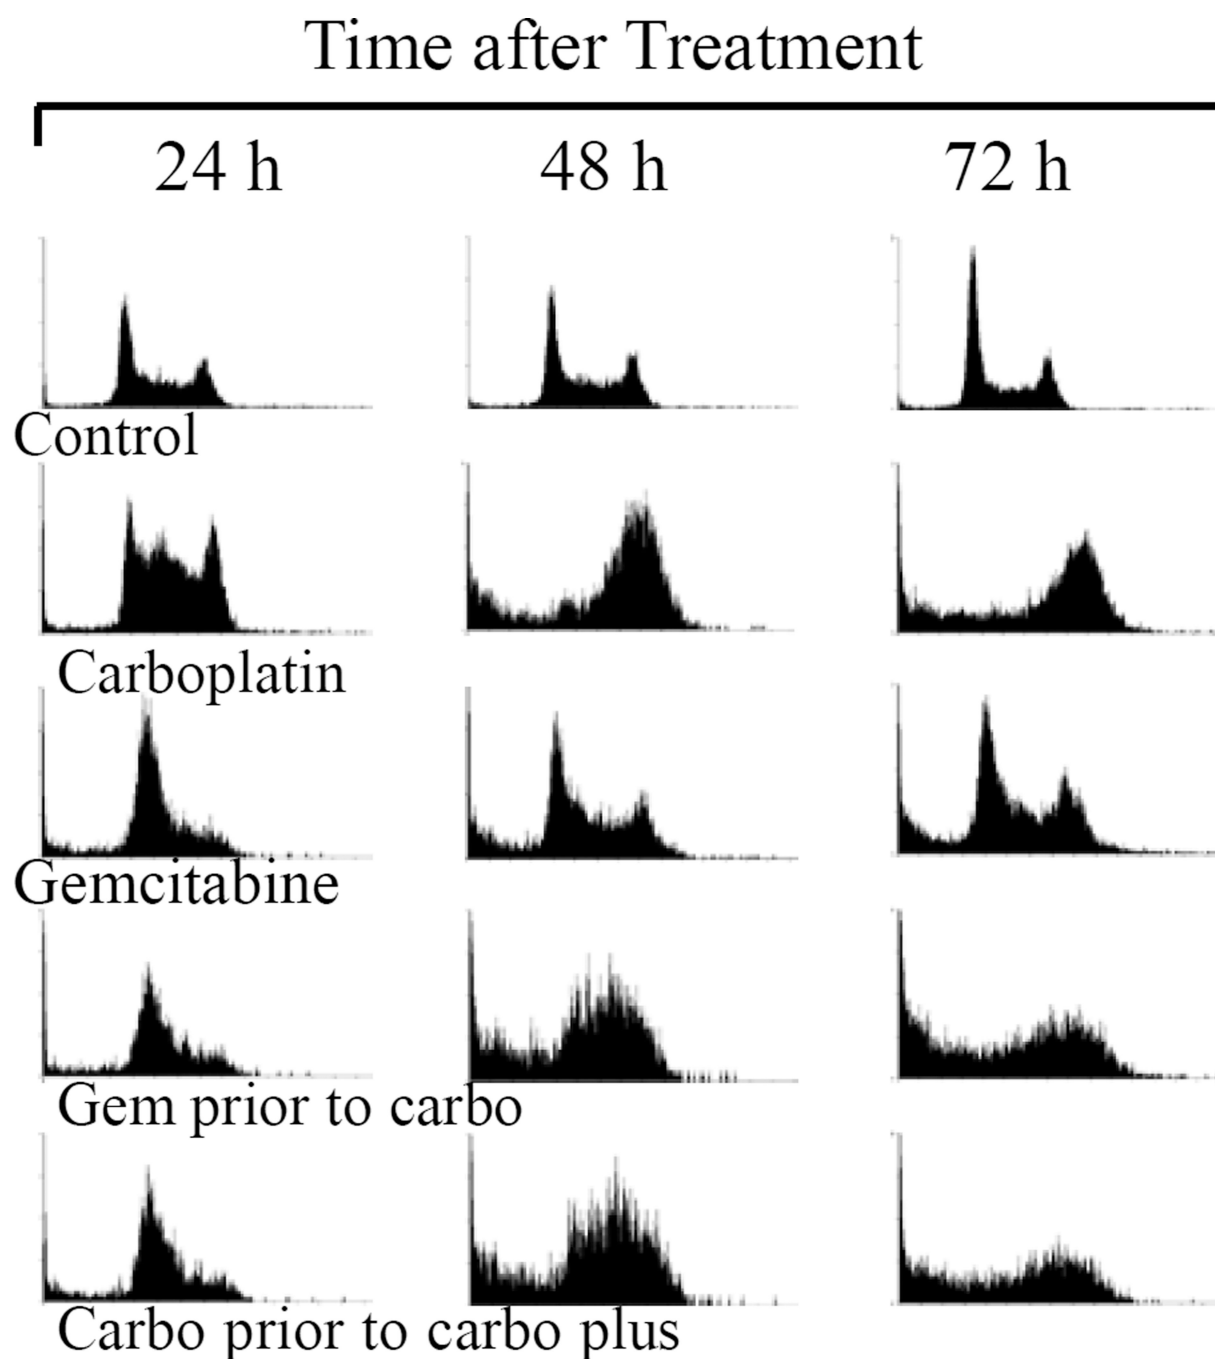 Time after Treatment
24 h 48 h 72 h
Control
Carboplatin
Gemcitabine
Gem prior to carbo
Carbo prior to carbo plus